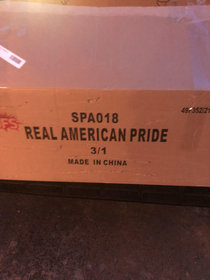 SPA018
REAL AMERICAN PRIDE
3/1
MADE IN CHINA